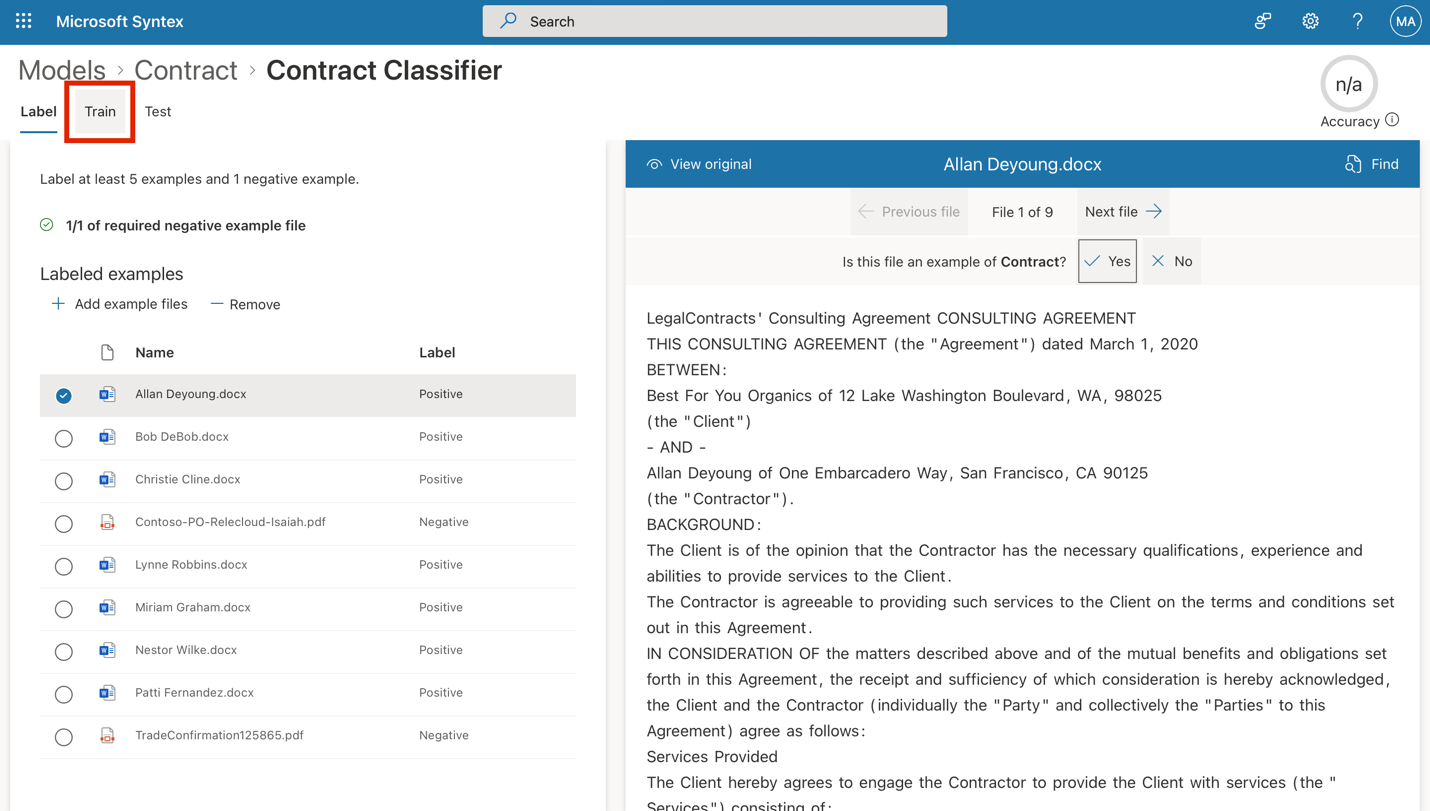 Microsoft Syntex
Search
MA
Models > Contract > Contract Classifier
n/a
Accuracy
Label Train Test
Label at least 5 examples and 1 negative example.
1/1 of required negative example file
Labeled examples
+ Add example files — Remove
Name Label
Allan Deyoung.docx Positive
Bob DeBob.docx Positive
Christie Cline.docx Positive
Contoso-PO-Relecloud-Isaiah.pdf Negative
Lynne Robbins.docx Positive
Miriam Graham.docx Positive
Nestor Wilke.docx Positive
Patti Fernandez.docx Positive
TradeConfirmation125865.pdf Negative
View original Allan Deyoung.docx Find
Previous file File 1 of 9 Next file
Is this file an example of Contract? Yes No
LegalContracts' Consulting Agreement CONSULTING AGREEMENT
THIS CONSULTING AGREEMENT (the "Agreement") dated March 1, 2020
BETWEEN:
Best For You Organics of 12 Lake Washington Boulevard, WA, 98025
(the "Client")
- AND -
Allan Deyoung of One Embarcadero Way, San Francisco, CA 90125
(the "Contractor").
BACKGROUND:
The Client is of the opinion that the Contractor has the necessary qualifications, experience and
abilities to provide services to the Client.
The Contractor is agreeable to providing such services to the Client on the terms and conditions set
out in this Agreement.
IN CONSIDERATION OF the matters described above and of the mutual benefits and obligations set
forth in this Agreement, the receipt and sufficiency of which consideration is hereby acknowledged,
the Client and the Contractor (individually the "Party" and collectively the "Parties" to this
Agreement) agree as follows:
Services Provided
The Client hereby agrees to engage the Contractor to provide the Client with services (the "
Services") consisting of: